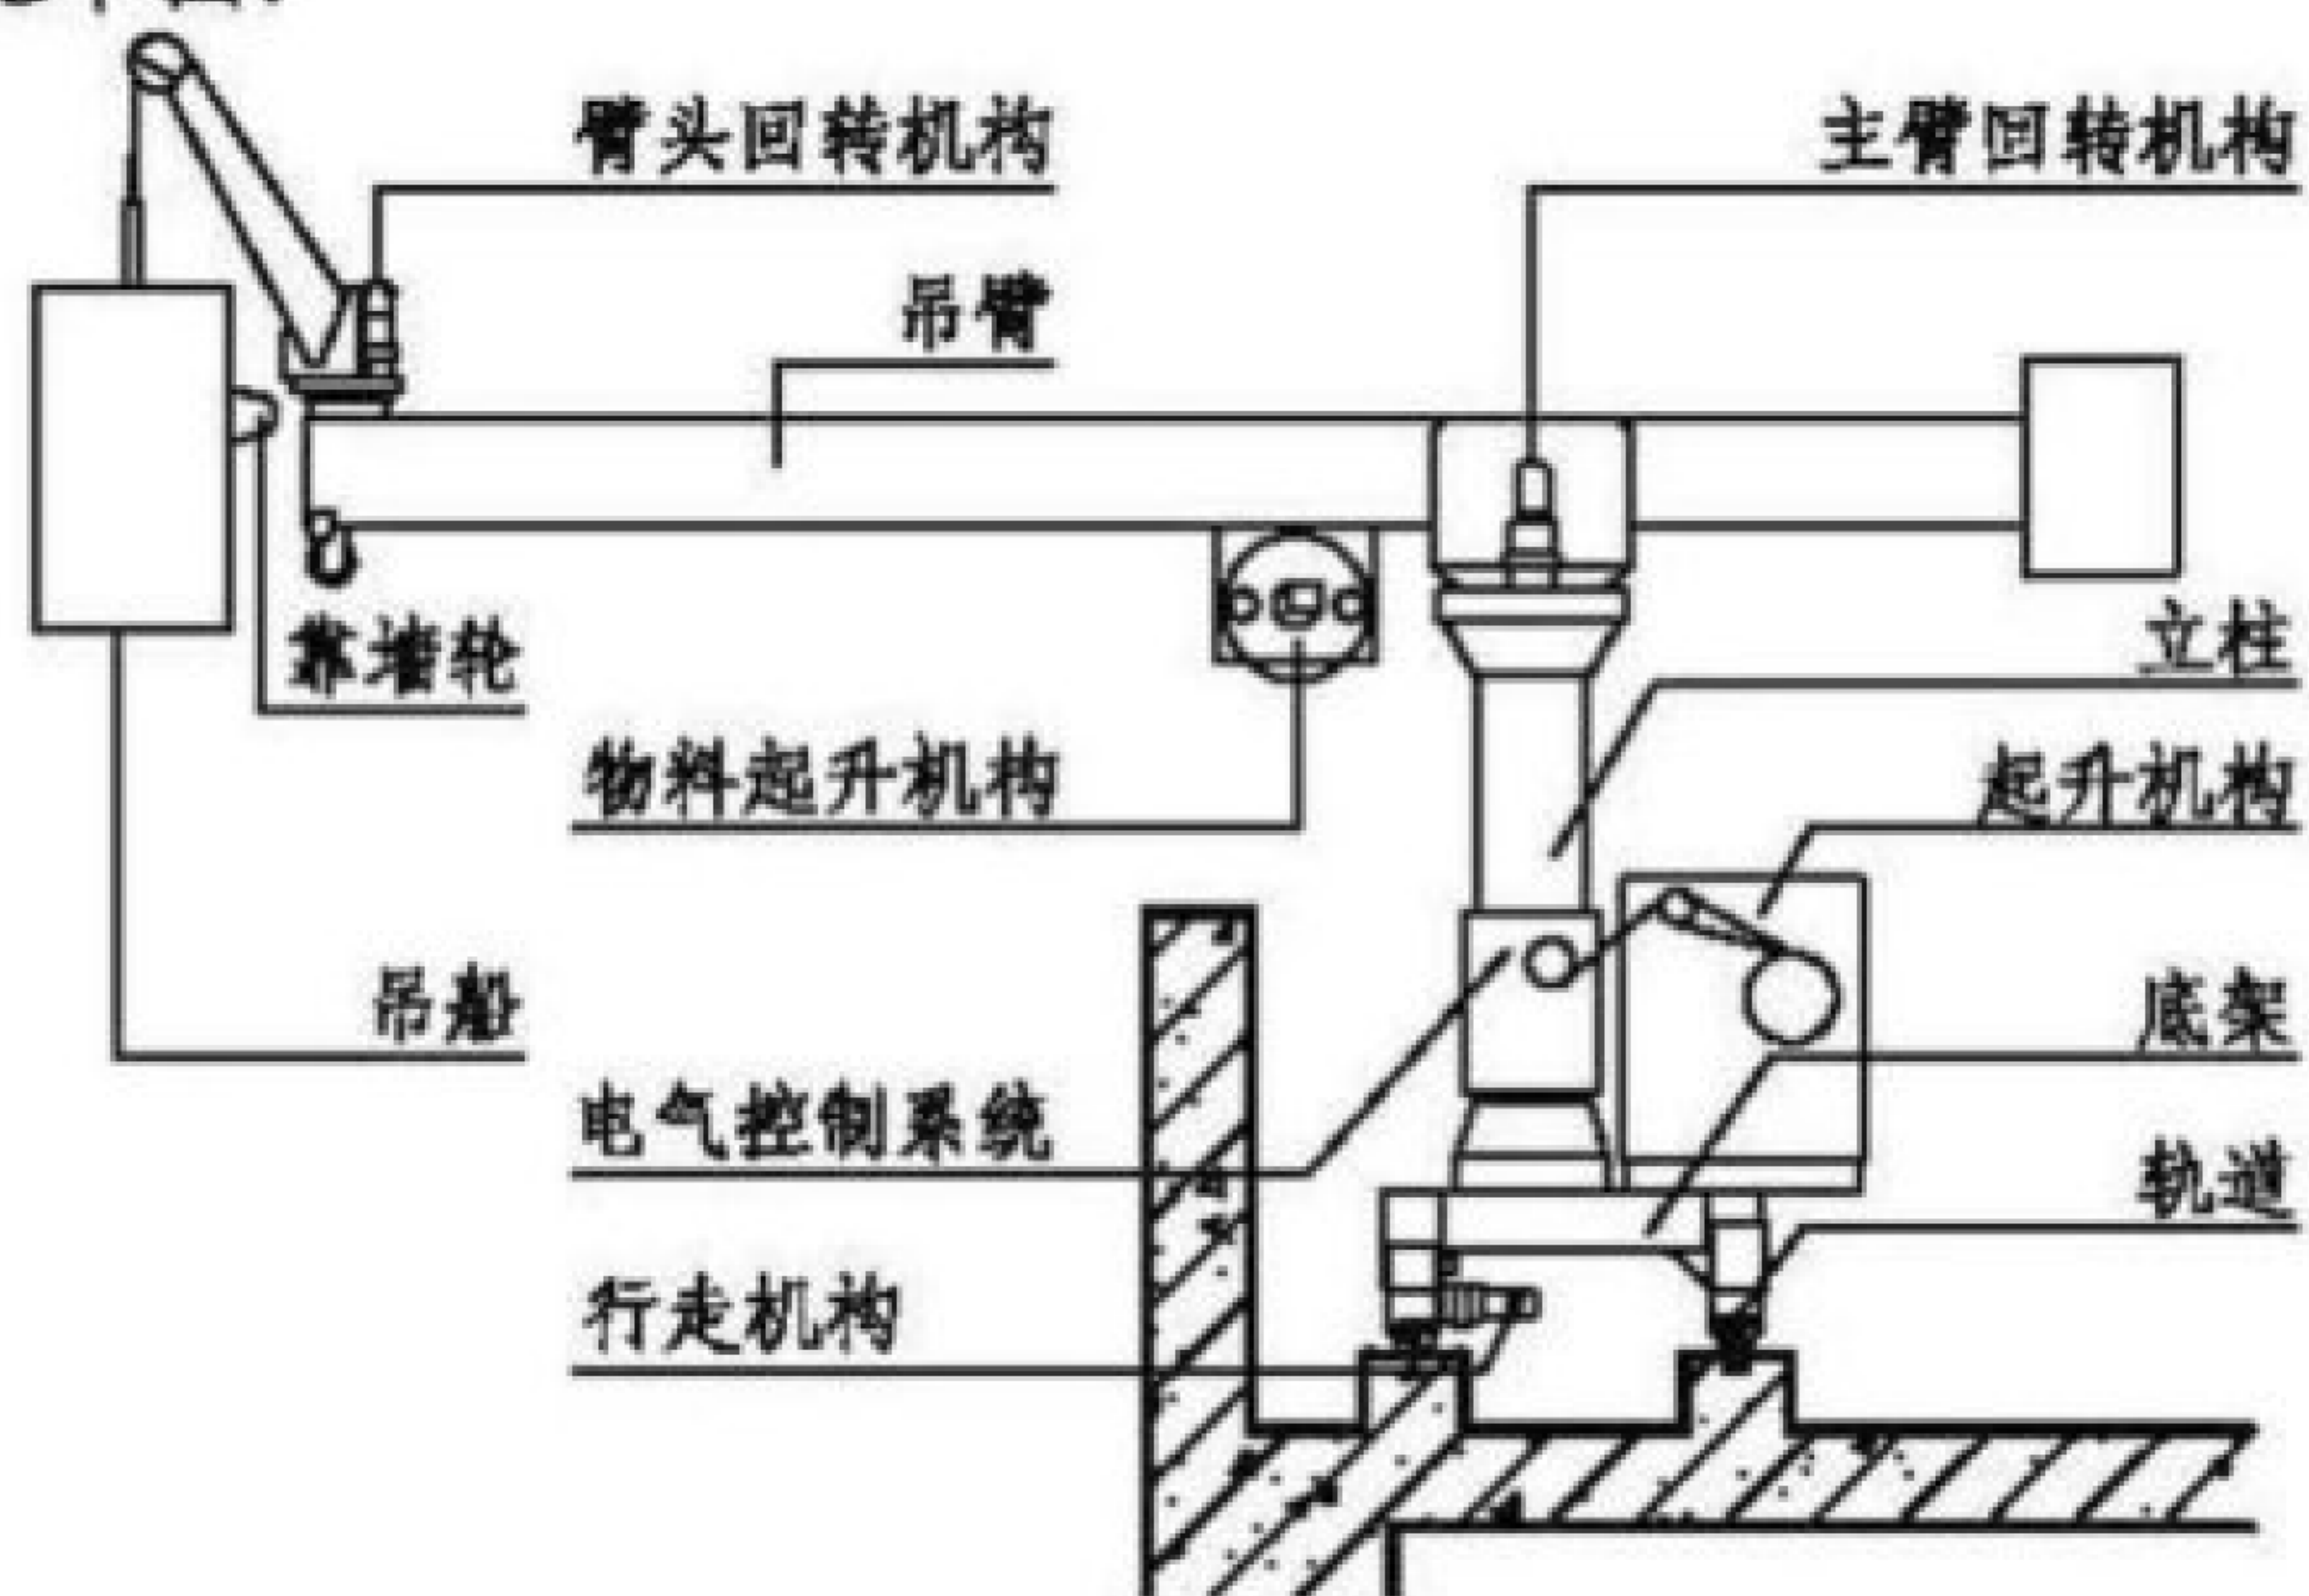 臂头回转机构
主臂回转机构
吊臂
靠墙轮
立柱
物料起升机构
起升机构
吊船
底架
电气控制系统
轨道
行走机构